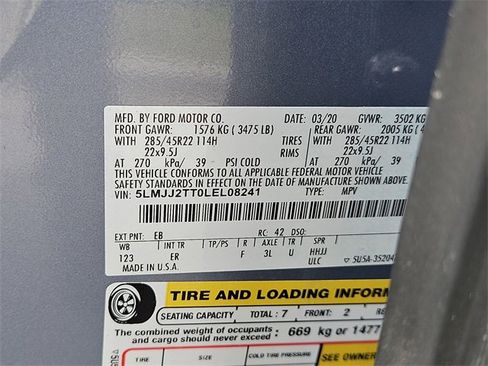 MFD. BY FORD MOTOR CO. DATE: 03/20 GVWR: 3502 KG
FRONT GAWR: 1576 KG ( 3475 LB) REAR GAWR: 2005 KG ( 4
WITH 285/45R22 114H TIRES WITH 285/45R22 114H
22x9.5J RIMS 22x9.5J
AT 270 kPa/ 39 PSI COLD AT 270 kPa/ 39
THIS VEHICLE CONFORMS TO ALL APPLICABLE FEDERAL MOTOR VEHICLE
SAFETY STANDARDS IN EFFECT ON THE DATE OF MANUFACTURE SHOWN
VIN: 5LMJJ2TT0LEL08241 TYPE: MPV
EXT PNT: EB RC: 42 DSO:
WB INT TR TP/PS R AXLE TR SPR
123 ER F 3L U HHJJ
MADE IN U.S.A. ULC 5U5A-35204
TIRE AND LOADING INFORM
SEATING CAPACITY TOTAL: 7 FRONT: 2 RE
The combined weight of occupants
and cargo should never exceed: 669 kg or 1477
TIRE SIZE COLD TIRE PRESSURE SEE OWNER